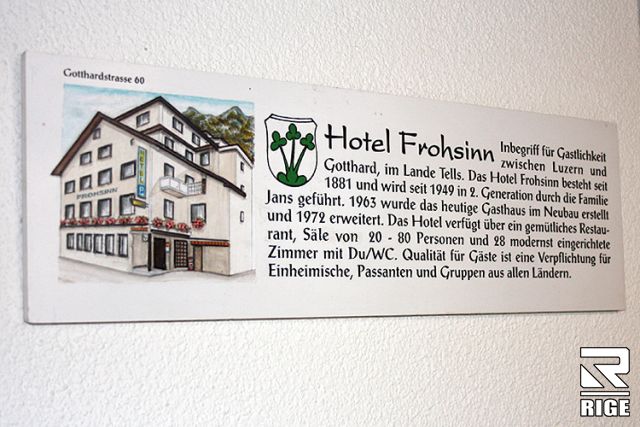 Gotthardstrasse 60
HOTEL
P
FROHSINN
Hotel Frohsinn Inbegriff für Gastlichkeit
zwischen Luzern und
Gotthard, im Lande Tells. Das Hotel Frohsinn besteht seit
1881 und wird seit 1949 in 2. Generation durch die Familie
Jans geführt. 1963 wurde das heutige Gasthaus im Neubau erstellt
und 1972 erweitert. Das Hotel verfügt über ein gemütliches Restau-
rant, Säle von 20 - 80 Personen und 28 modernst eingerichtete
Zimmer mit Du/WC. Qualität für Gäste ist eine Verpflichtung für
Einheimische, Passanten und Gruppen aus allen Ländern.
RIGE